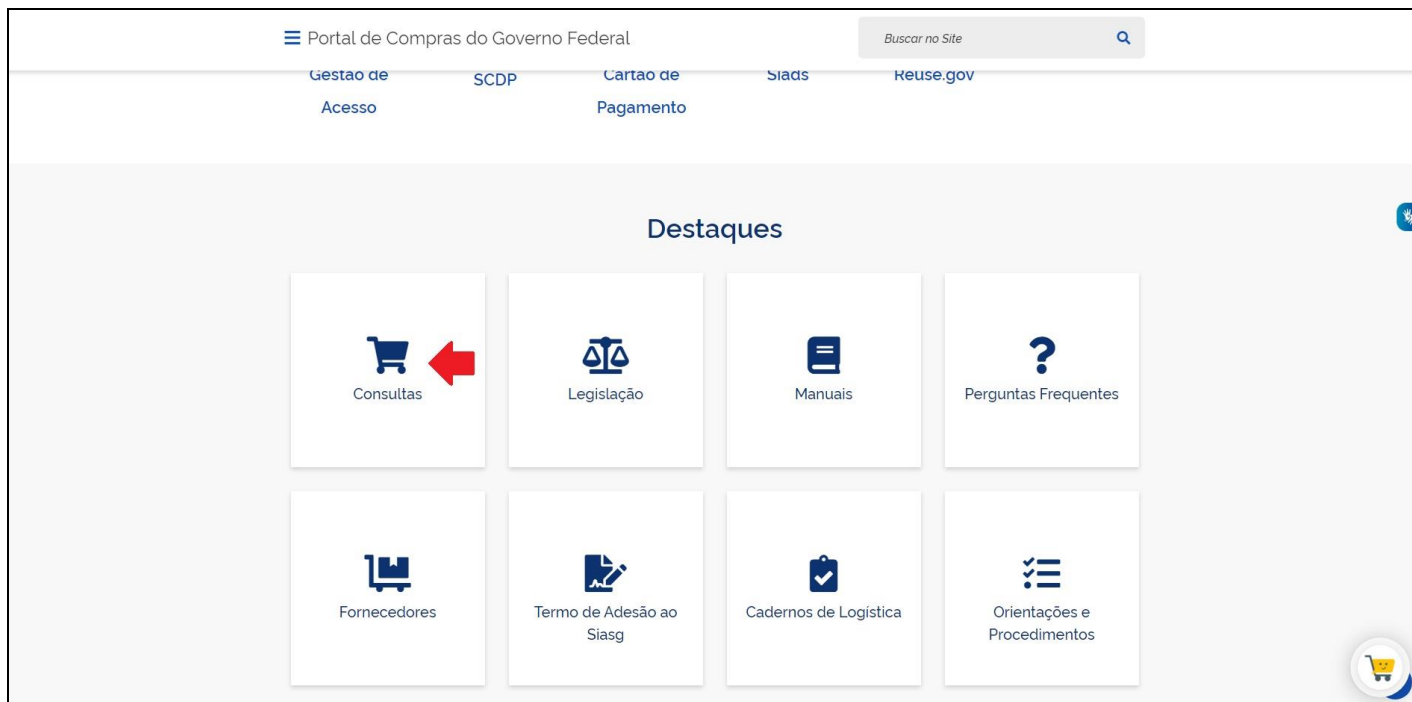 Portal de Compras do Governo Federal
Buscar no Site
Gestão de
SCDP
Cartão de
Siads
Reuse.gov
Acesso
Pagamento
Destaques
Consultas
Legislação
Manuais
Perguntas Frequentes
Fornecedores
Termo de Adesão ao
Siasg
Cadernos de Logística
Orientações e
Procedimentos